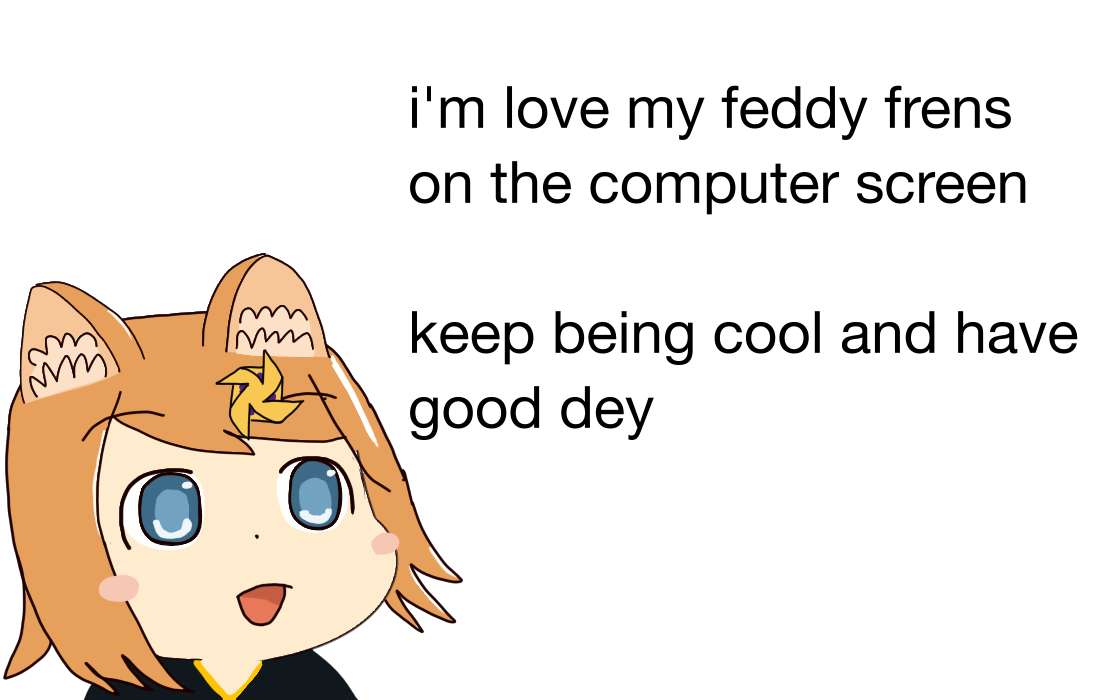 i'm love my feddy frens
on the computer screen
keep being cool and have
good dey